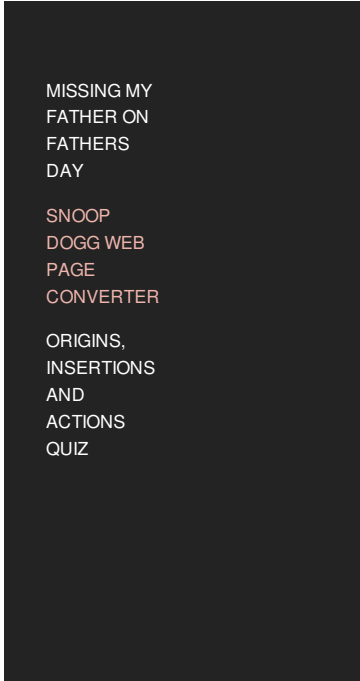 MISSING MY
FATHER ON
FATHERS
DAY
SNOOP
DOGG WEB
PAGE
CONVERTER
ORIGINS,
INSERTIONS
AND
ACTIONS
QUIZ